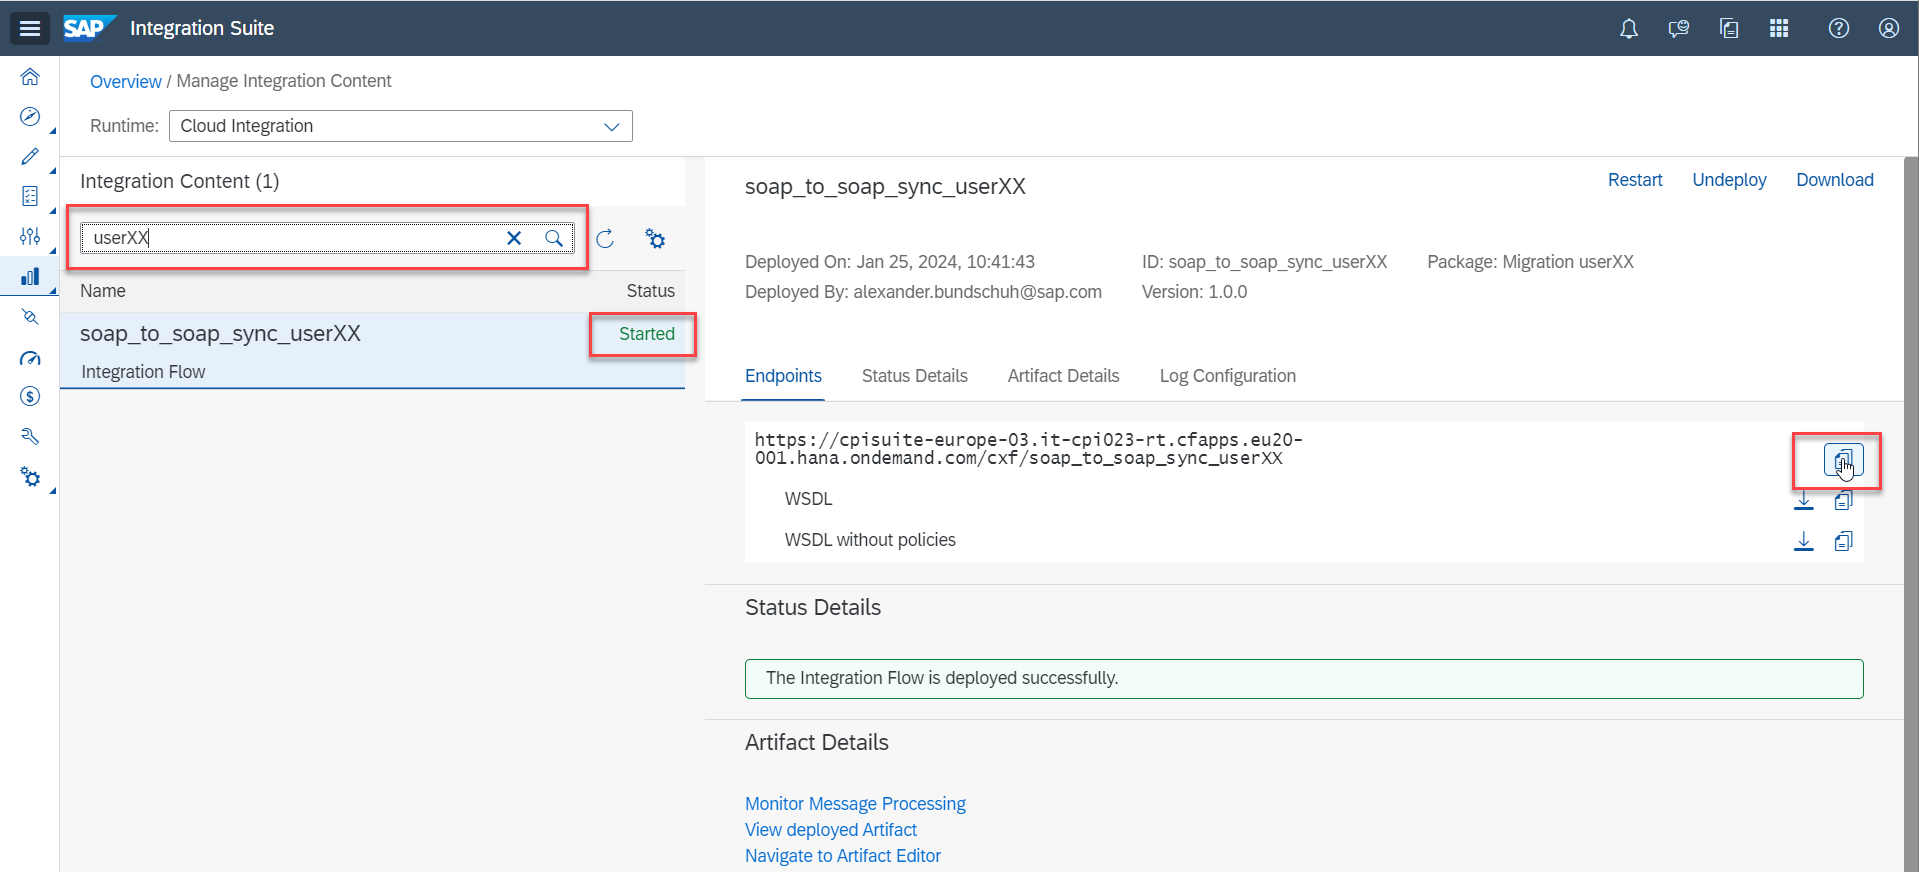 SAP Integration Suite
Overview / Manage Integration Content
Runtime: Cloud Integration
Integration Content (1)
userXX
Name Status
soap_to_soap_sync_userXX Started
Integration Flow
soap_to_soap_sync_userXX
Restart Undeploy Download
Deployed On: Jan 25, 2024, 10:41:43 ID: soap_to_soap_sync_userXX Package: Migration userXX
Deployed By: alexander.bundschuh@sap.com Version: 1.0.0
Endpoints Status Details Artifact Details Log Configuration
https://cpisuite-europe-03.it-cpi023-rt.cfapps.eu20-
001.hana.ondemand.com/cxf/soap_to_soap_sync_userXX
WSDL
WSDL without policies
Status Details
The Integration Flow is deployed successfully.
Artifact Details
Monitor Message Processing
View deployed Artifact
Navigate to Artifact Editor